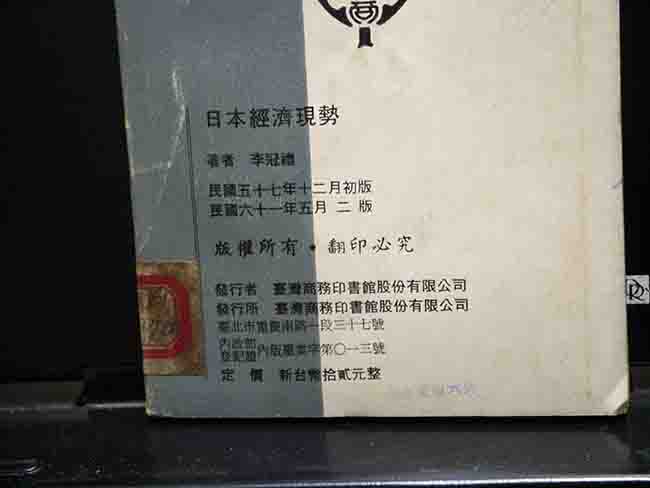 商
日本經濟現勢
著者 李冠禮
民國五十七年十二月初版
民國六十一年五月 二 版
版權所有·翻印必究
發行者 臺灣商務印書館股份有限公司
發行所 臺灣商務印書館股份有限公司
臺北市重慶南路一段三十七號
內政部
登記證內版臺業字第〇一三號
定 價 新台幣拾貳元整